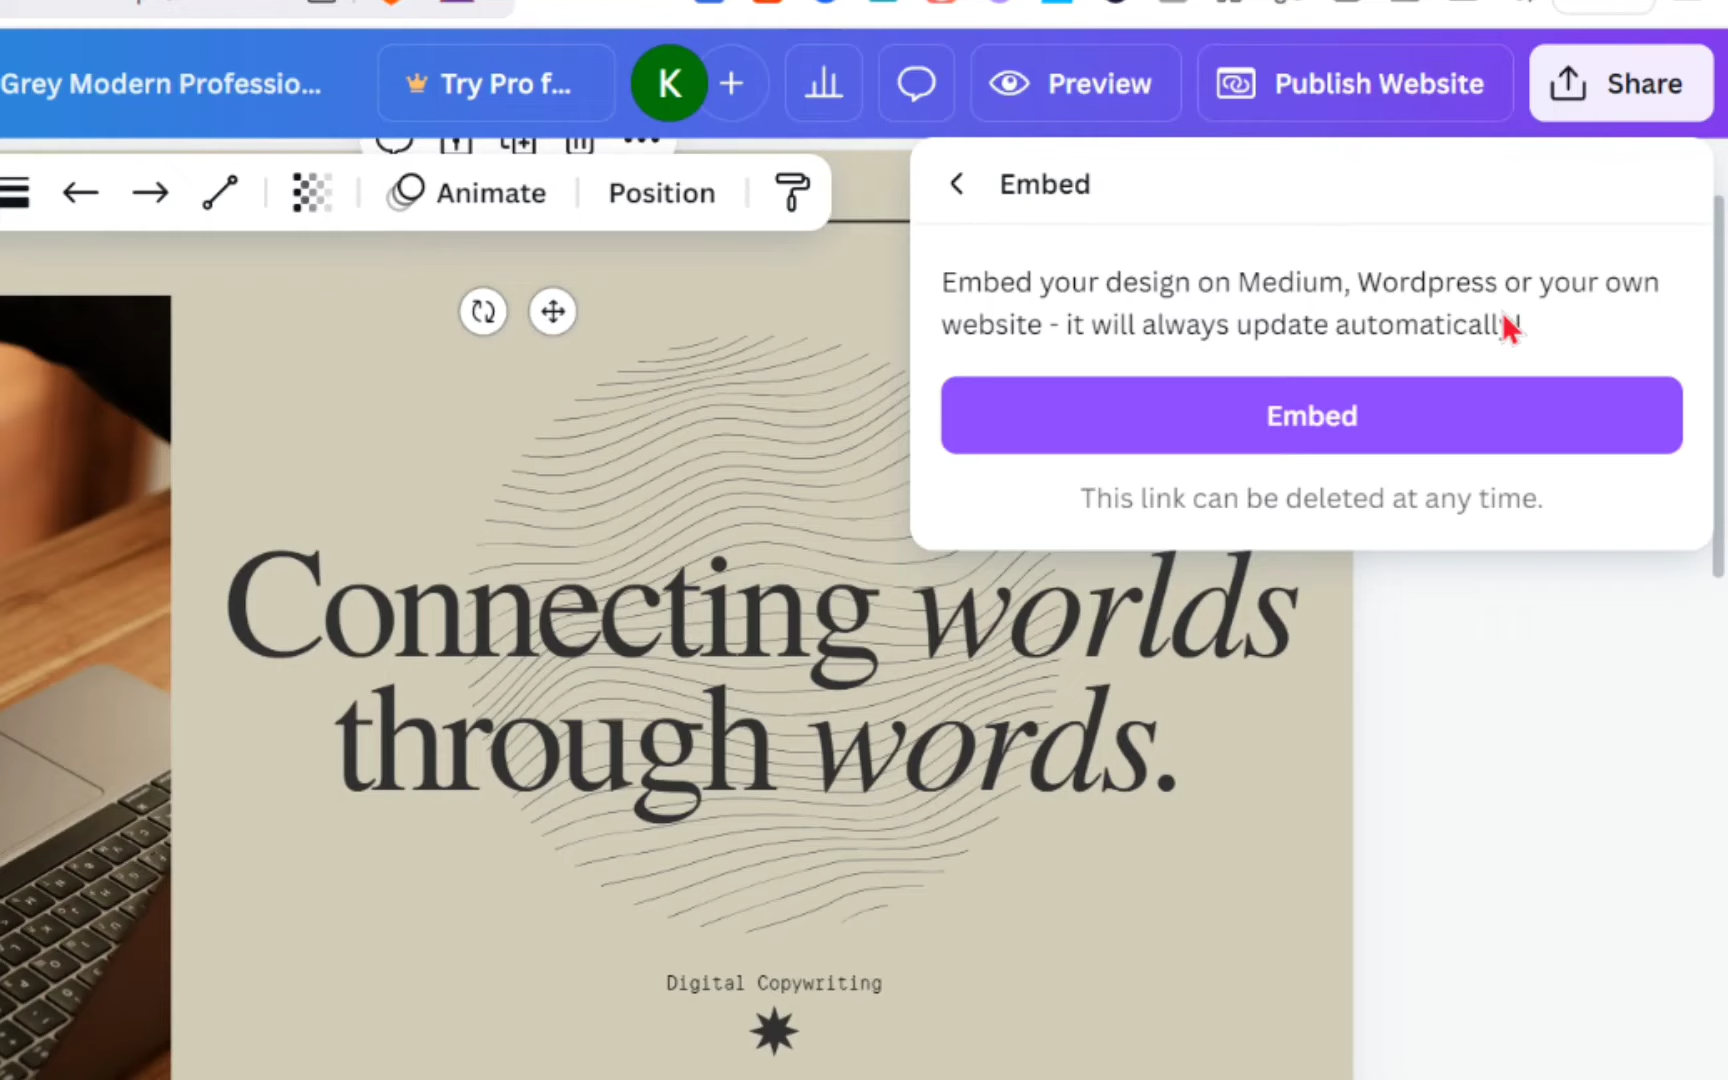 Grey Modern Professio...
Try Pro f...
K
Preview
Publish Website
Share
Animate
Position
Embed
Embed your design on Medium, Wordpress or your own
website - it will always update automatically!
Embed
This link can be deleted at any time.
Connecting worlds
through words.
Digital Copywriting